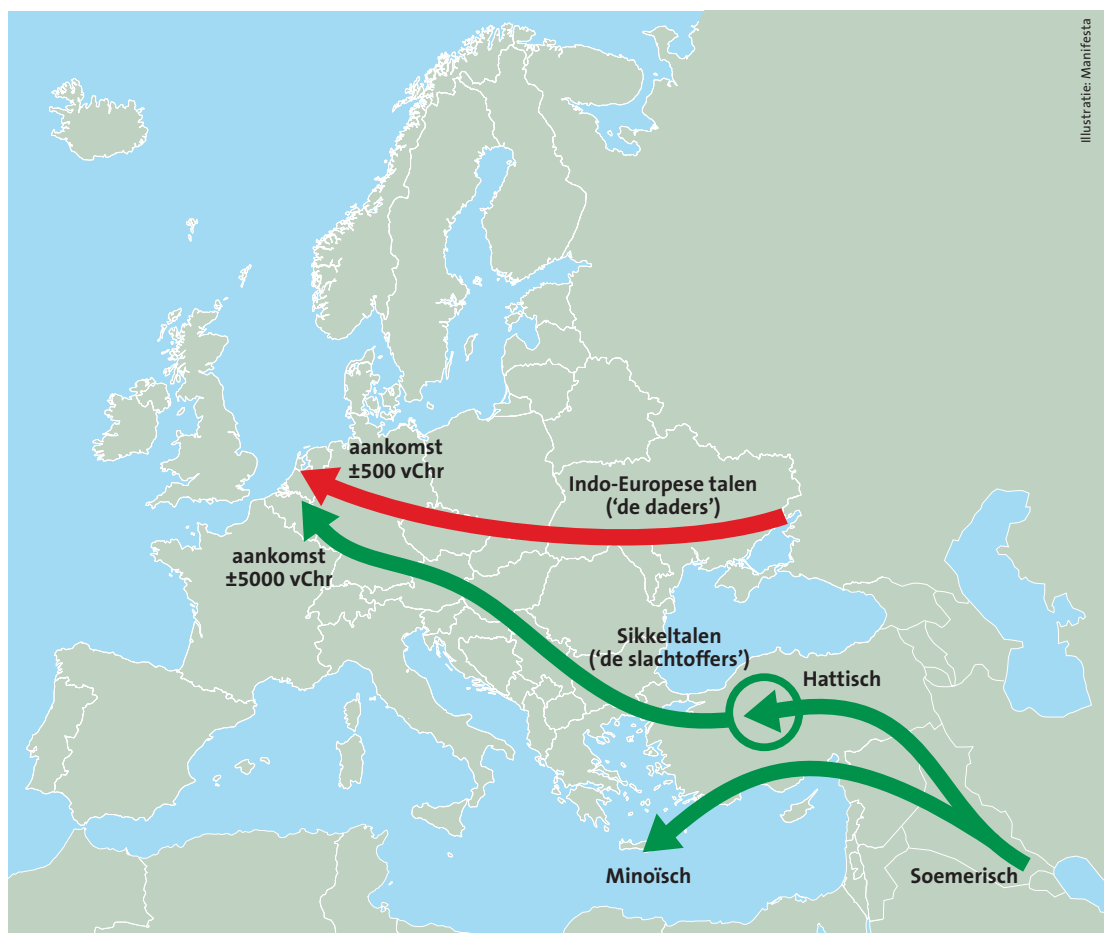 Illustratie: Manifesta
aankomst
±500 vChr
Indo-Europese talen
(‘de daders’)
aankomst
±5000 vChr
Sikkeltalen
(‘de slachtoffers’)
Hattisch
Minoïsch
Soemerisch